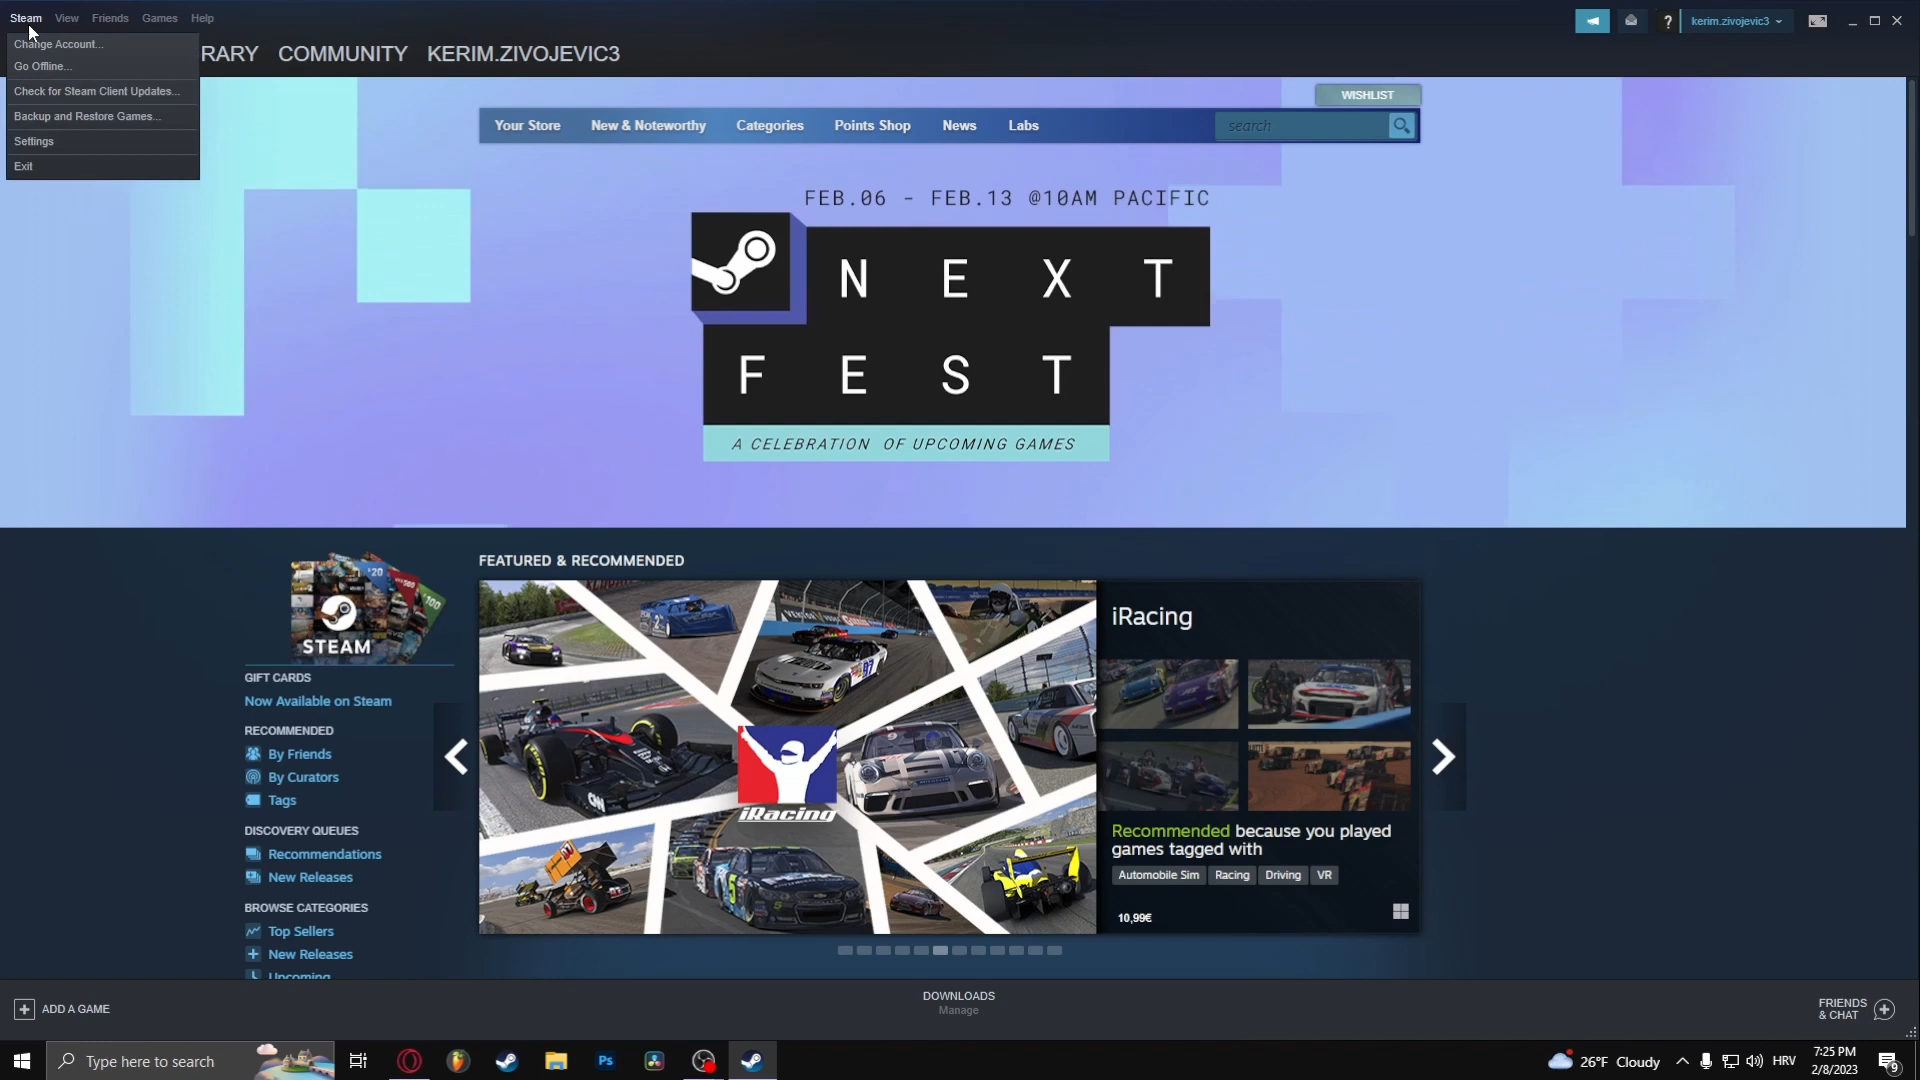 Steam View Friends Games Help
kerim.zivojevic3
Change Account...
Go Offline...
Check for Steam Client Updates...
Backup and Restore Games...
Settings
Exit
RARY COMMUNITY KERIM.ZIVOJEVIC3
WISHLIST
Your Store New & Noteworthy Categories Points Shop News Labs search
FEB.06 - FEB.13 @10AM PACIFIC
NEXT
FEST
A CELEBRATION OF UPCOMING GAMES
STEAM
GIFT CARDS
Now Available on Steam
RECOMMENDED
By Friends
By Curators
Tags
DISCOVERY QUEUES
Recommendations
New Releases
BROWSE CATEGORIES
Top Sellers
New Releases
Upcoming
FEATURED & RECOMMENDED
iRacing
iRacing
Recommended because you played
games tagged with
Automobile Sim Racing Driving VR
10,99€
ADD A GAME
DOWNLOADS
Manage
FRIENDS
& CHAT
Type here to search
Ps
26°F Cloudy
HRV
7:25 PM
2/8/2023
9